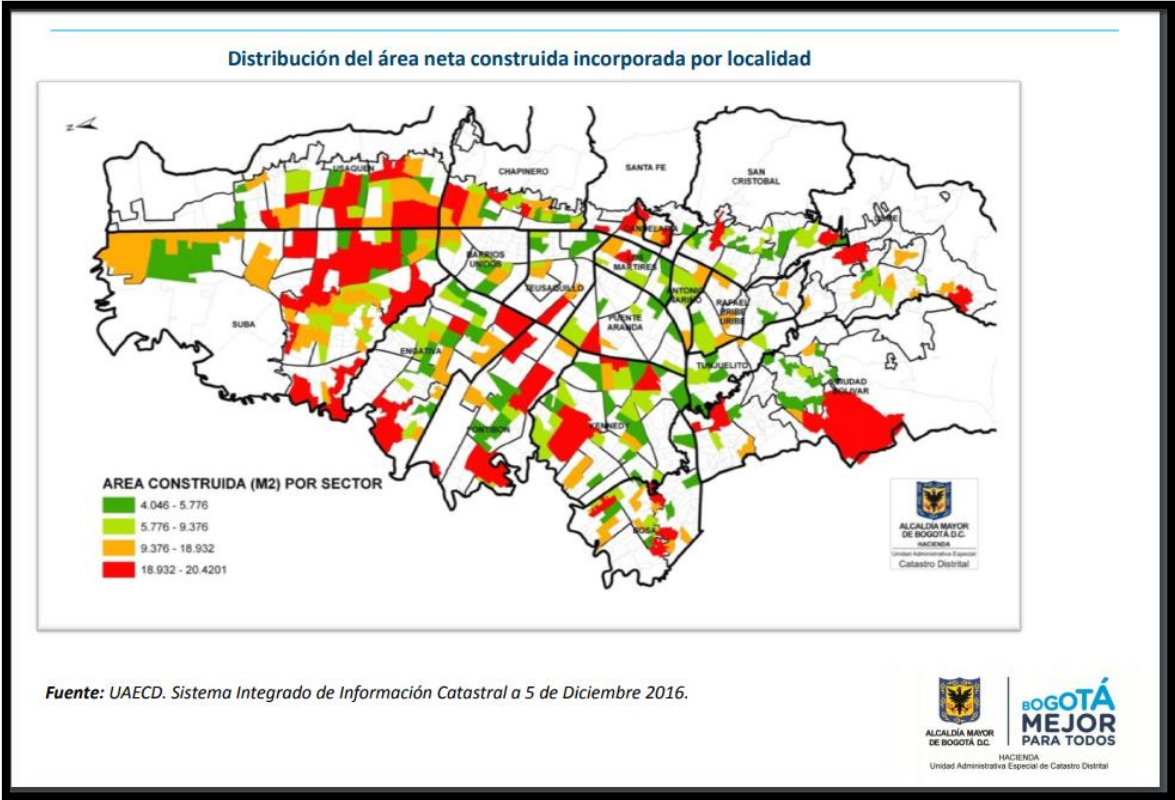 Distribución del área neta construida incorporada por localidad
Z
USAQUEN
CHAPINERO
SANTA FE
SAN
CRISTOBAL
CANDELARIA
BARRIOS
UNIDOS
LOS
MARTIRES
TEUSAQUILLO
ANTONIO
NARIÑO
RAFAEL
URIBE
URIBE
PUENTE
ARANDA
SUBA
ENGATIVA
TUNJUELITO
CIUDAD
BOLIVAR
FONTIBON
KENNEDY
BOSA
AREA CONSTRUIDA (M2) POR SECTOR
4.046 - 5.776
5.776 - 9.376
9.376 - 18.932
18.932 - 20.4201
ALCALDÍA MAYOR
DE BOGOTÁ D.C.
HACIENDA
Unidad Administrativa Especial
Catastro Distrital
Fuente: UAECD. Sistema Integrado de Información Catastral a 5 de Diciembre 2016.
ALCALDÍA MAYOR
DE BOGOTÁ D.C.
BOGOTÁ
MEJOR
PARA TODOS
HACIENDA
Unidad Administrativa Especial de Catastro Distrital